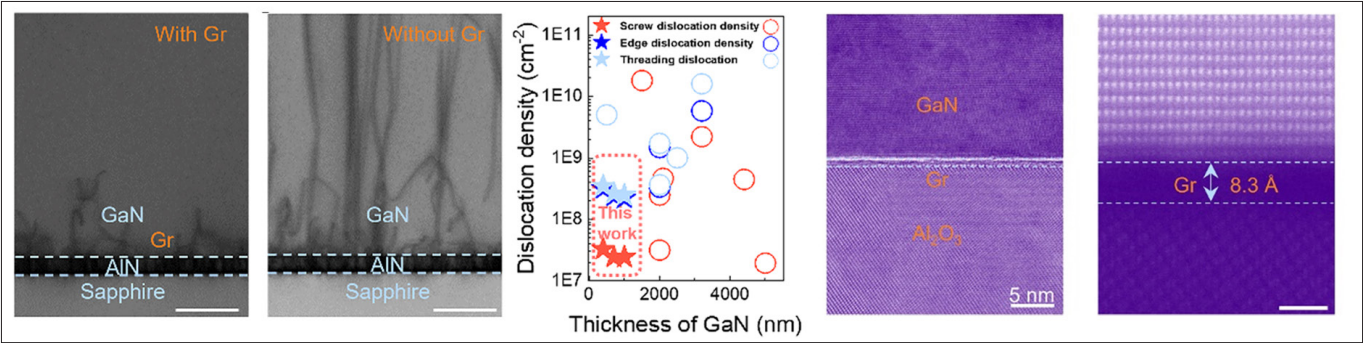 With Gr
GaN
Gr
AlN
Sapphire
Without Gr
GaN
AlN
Sapphire
Dislocation density (cm-2)
1E11
1E10
1E9
1E8
1E7
Screw dislocation density
Edge dislocation density
Threading dislocation
This
work
0 2000 4000
Thickness of GaN (nm)
GaN
Gr
Al2O3
5 nm
Gr 8.3 Å